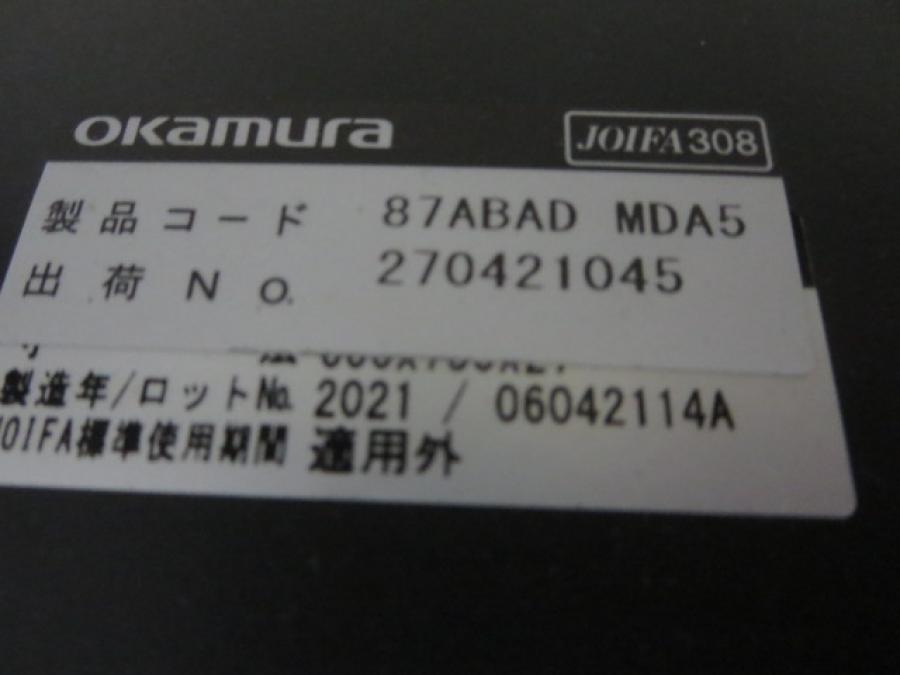 okamura
JOIFA308
製品コード 87ABAD MDA5
出荷No. 270421045
製造年/ロット№ 2021 / 06042114A
JOIFA標準使用期間 適用外